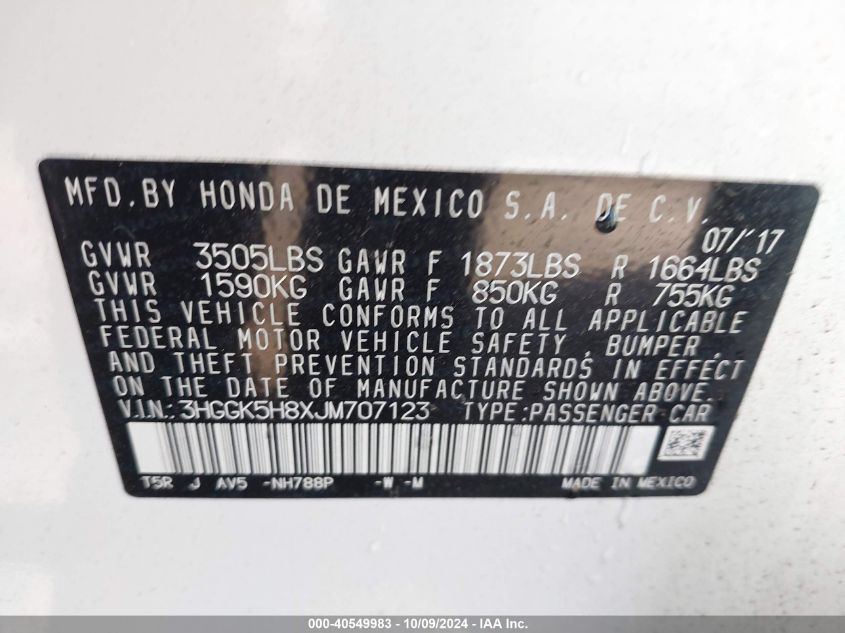 MFD. BY HONDA DE MEXICO S.A. DE C.V.
07/'17
GVWR 3505LBS GAWR F 1873LBS R 1664LBS
GVWR 1590KG GAWR F 850KG R 755KG
THIS VEHICLE CONFORMS TO ALL APPLICABLE
FEDERAL MOTOR VEHICLE SAFETY, BUMPER,
AND THEFT PREVENTION STANDARDS IN EFFECT
ON THE DATE OF MANUFACTURE SHOWN ABOVE.
V.I.N.: 3HGGK5H8XJM707123 TYPE:PASSENGER CAR
T5R J AV5 -NH788P -W -M MADE IN MEXICO
000-40549983 - 10/09/2024 - IAA Inc.